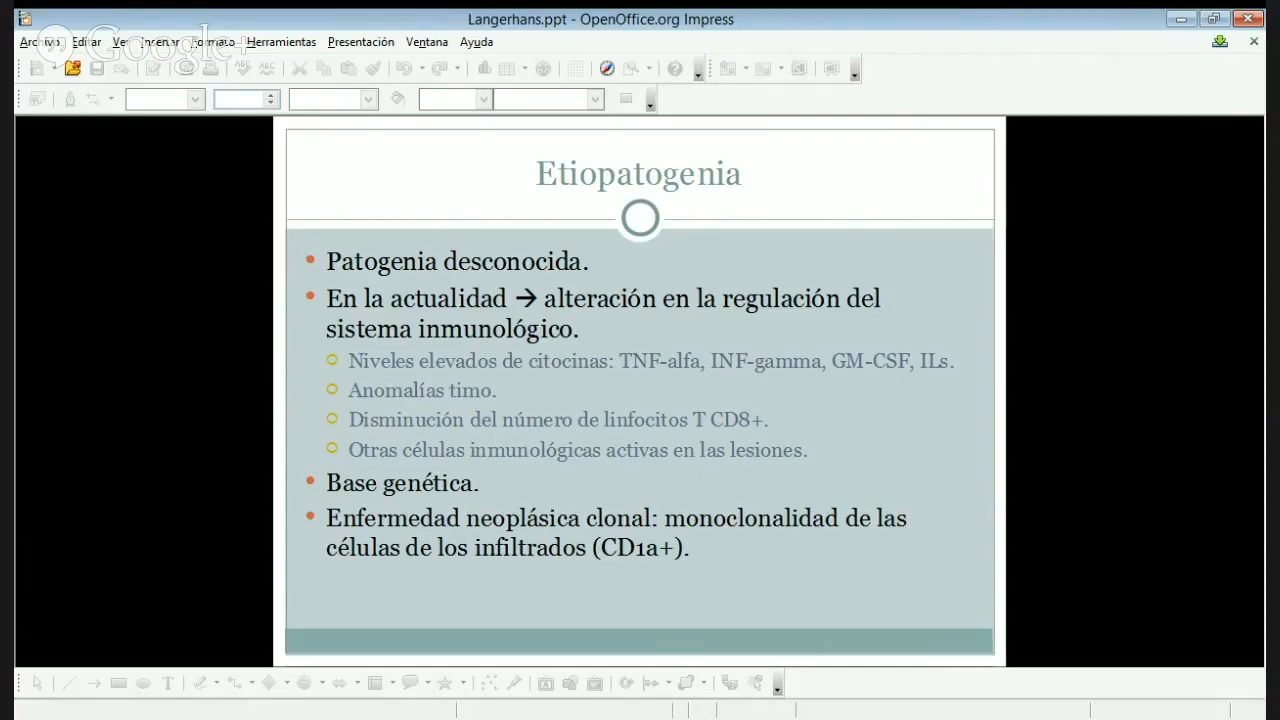 Langerhans.ppt - OpenOffice.org Impress
Archivo Editar Ver Insertar Formato Herramientas Presentación Ventana Ayuda
Google+
Etiopatogenia
Patogenia desconocida.
En la actualidad → alteración en la regulación del
sistema inmunológico.
Niveles elevados de citocinas: TNF-alfa, INF-gamma, GM-CSF, ILs.
Anomalías timo.
Disminución del número de linfocitos T CD8+.
Otras células inmunológicas activas en las lesiones.
Base genética.
Enfermedad neoplásica clonal: monoclonalidad de las
células de los infiltrados (CD1a+).